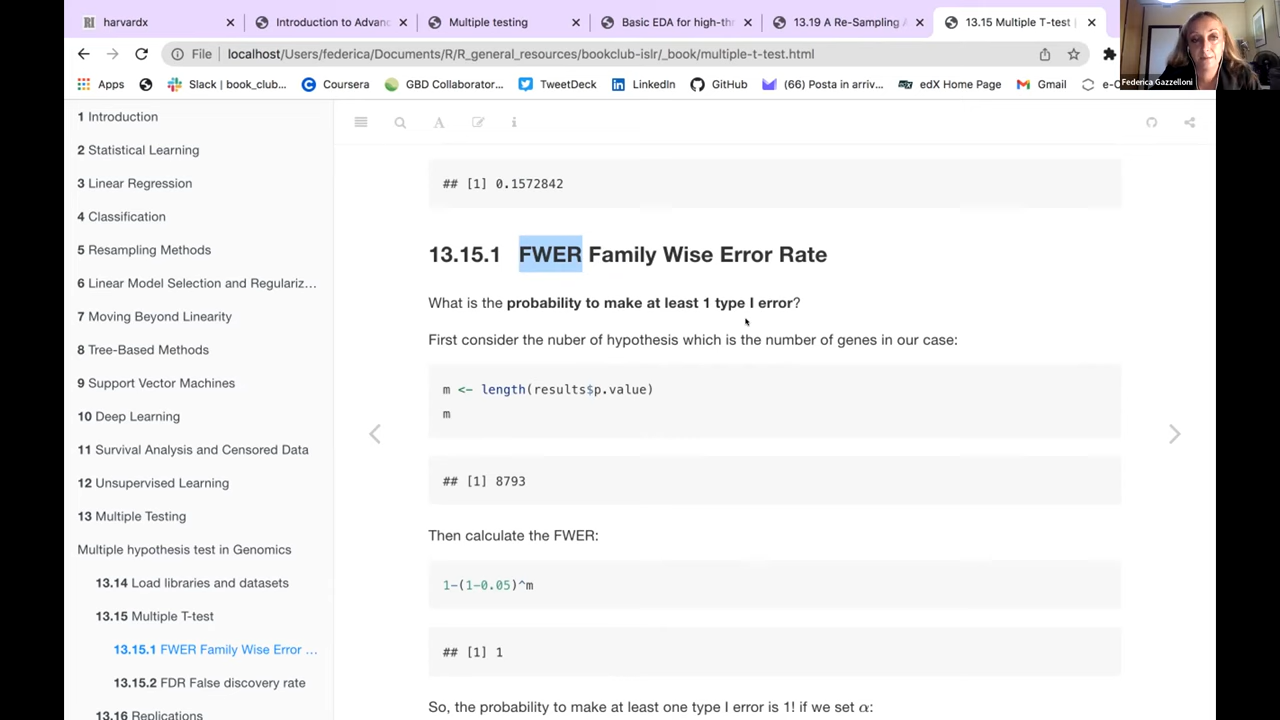 harvardx
Introduction to Advan
Multiple testing
Basic EDA for high-thr
13.19 A Re-Sampling A
13.15 Multiple T-test |
File
localhost/Users/federica/Documents/R/R_general_resources/bookclub-islr/_book/multiple-t-test.html
Federica Gazzelloni
Apps
Slack | book_club...
Coursera
GBD Collaborator...
TweetDeck
LinkedIn
GitHub
(66) Posta in arriv...
edX Home Page
Gmail
e-C
1 Introduction
2 Statistical Learning
3 Linear Regression
4 Classification
5 Resampling Methods
6 Linear Model Selection and Regulariz...
7 Moving Beyond Linearity
8 Tree-Based Methods
9 Support Vector Machines
10 Deep Learning
11 Survival Analysis and Censored Data
12 Unsupervised Learning
13 Multiple Testing
Multiple hypothesis test in Genomics
13.14 Load libraries and datasets
13.15 Multiple T-test
13.15.1 FWER Family Wise Error ...
13.15.2 FDR False discovery rate
13.16 Replications
## [1] 0.1572842
13.15.1 FWER Family Wise Error Rate
What is the probability to make at least 1 type I error?
First consider the nuber of hypothesis which is the number of genes in our case:
m <- length(results$p.value)
m
## [1] 8793
Then calculate the FWER:
1-(1-0.05)^m
## [1] 1
So, the probability to make at least one type I error is 1! if we set α: